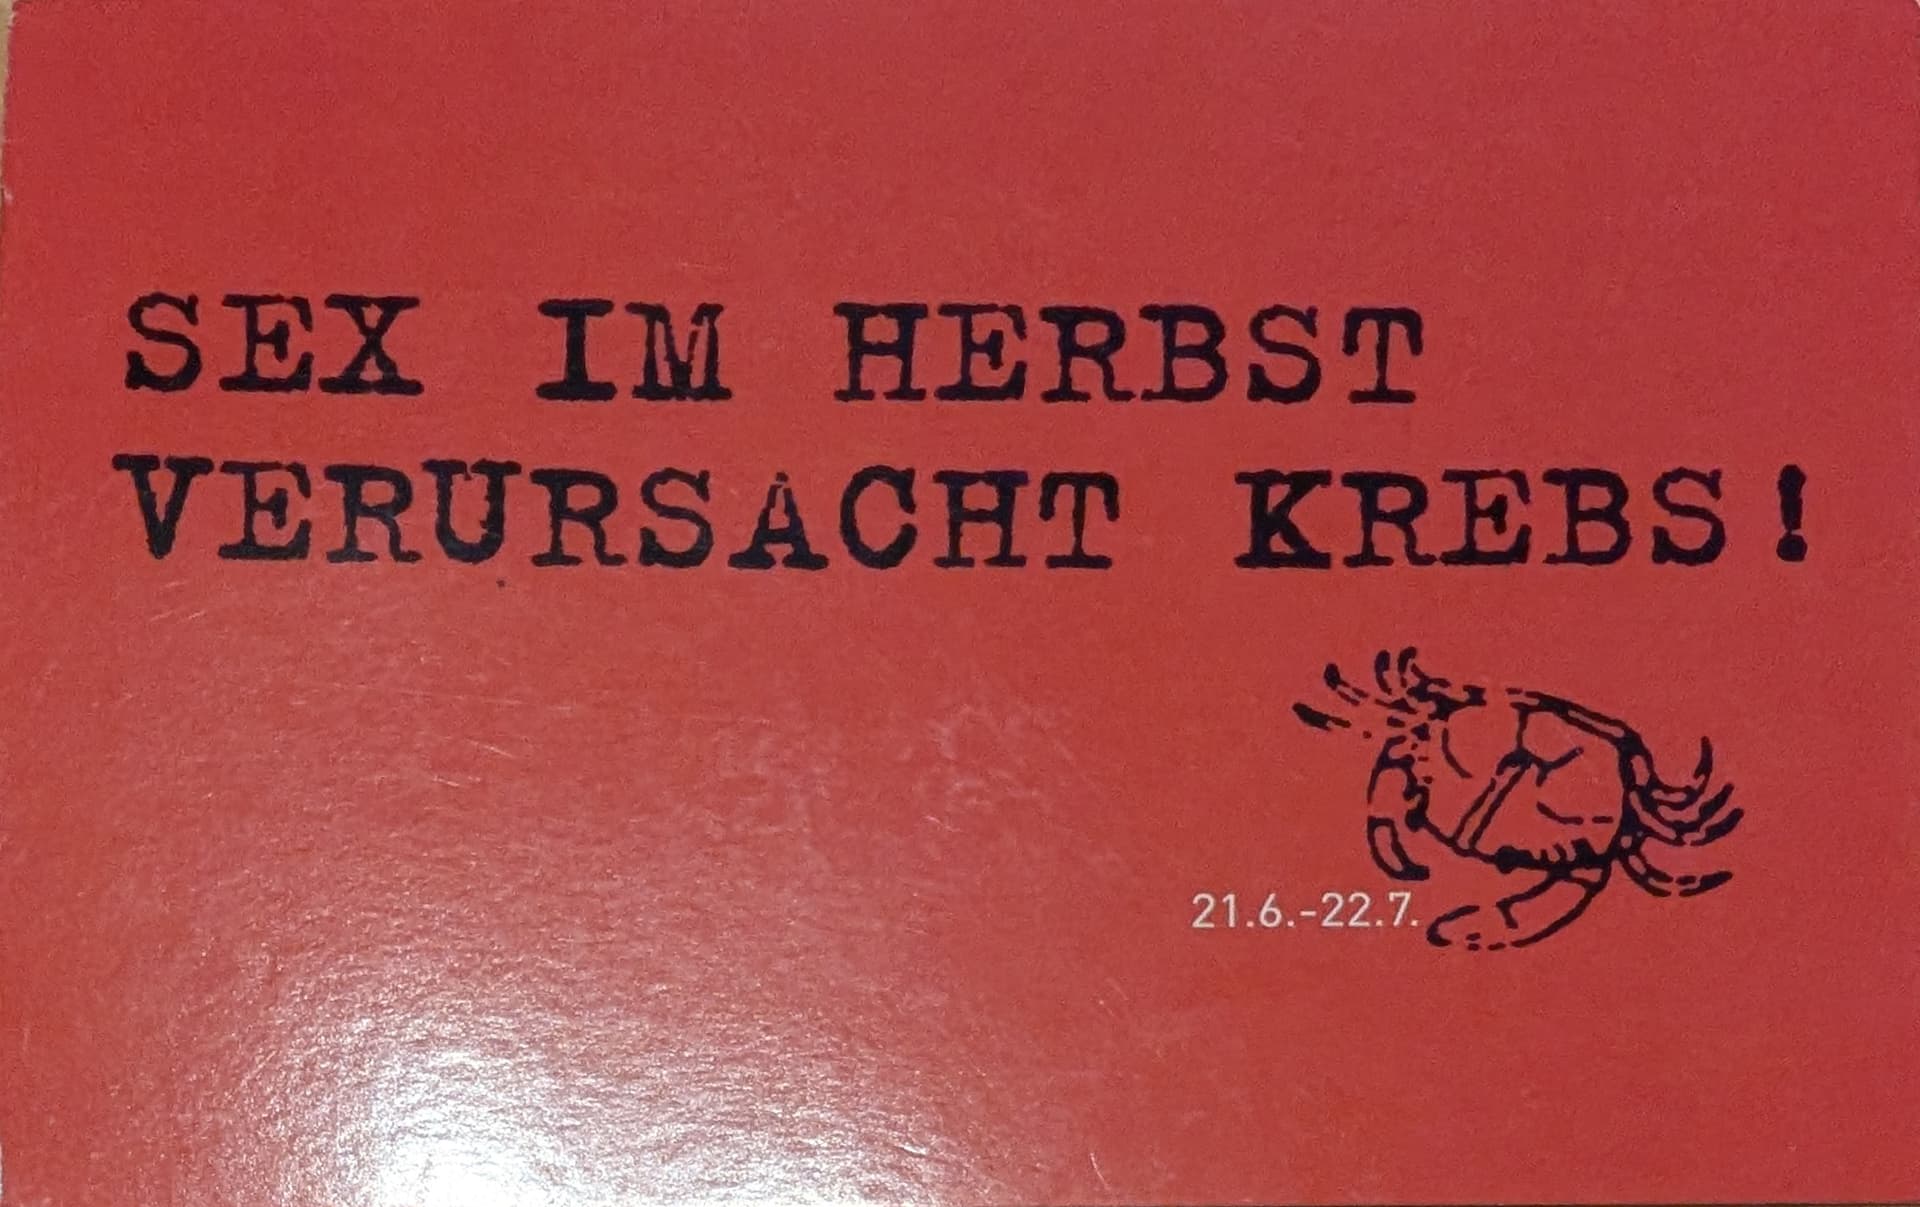 SEX IM HERBST
VERURSACHT KREBS!
21.6.-22.7.